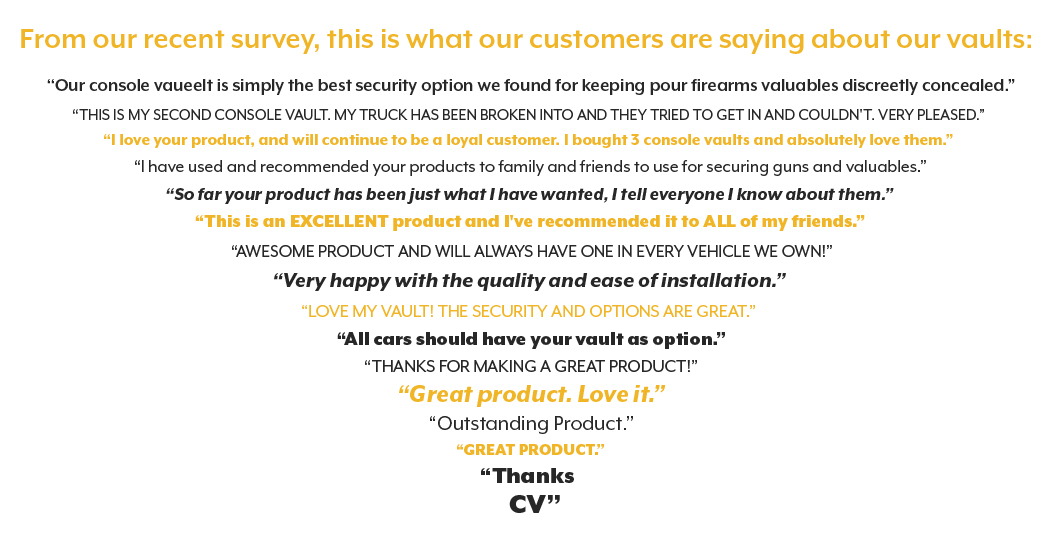 From our recent survey, this is what our customers are saying about our vaults:
“Our console vaueelt is simply the best security option we found for keeping pour firearms valuables discreetly concealed.”
“THIS IS MY SECOND CONSOLE VAULT. MY TRUCK HAS BEEN BROKEN INTO AND THEY TRIED TO GET IN AND COULDN'T. VERY PLEASED.”
“I love your product, and will continue to be a loyal customer. I bought 3 console vaults and absolutely love them.”
“I have used and recommended your products to family and friends to use for securing guns and valuables.”
“So far your product has been just what I have wanted, I tell everyone I know about them.”
“This is an EXCELLENT product and I've recommended it to ALL of my friends.”
“AWESOME PRODUCT AND WILL ALWAYS HAVE ONE IN EVERY VEHICLE WE OWN!”
“Very happy with the quality and ease of installation.”
“LOVE MY VAULT! THE SECURITY AND OPTIONS ARE GREAT.”
“All cars should have your vault as option.”
“THANKS FOR MAKING A GREAT PRODUCT!”
“Great product. Love it.”
“Outstanding Product.”
“GREAT PRODUCT.”
“Thanks
CV”